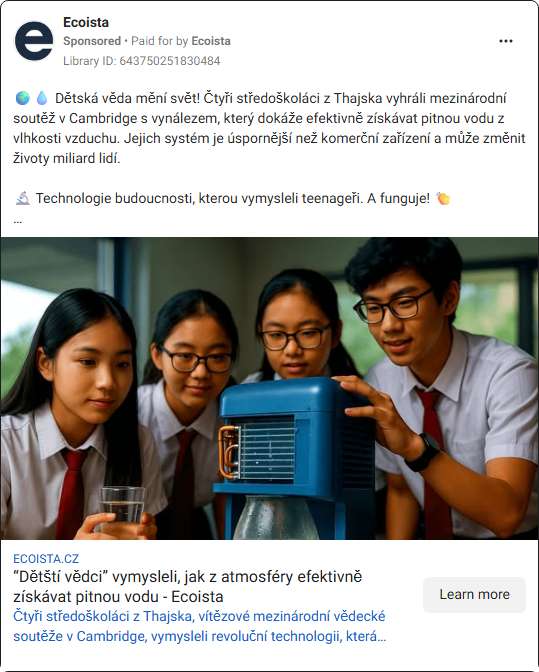 Ecoista
Sponsored • Paid for by Ecoista
Library ID: 643750251830484
🌍💧 Dětská věda mění svět! Čtyři středoškoláci z Thajska vyhráli mezinárodní
soutěž v Cambridge s vynálezem, který dokáže efektivně získávat pitnou vodu z
vlhkosti vzduchu. Jejich systém je úspornější než komerční zařízení a může změnit
životy miliard lidí.
🔬 Technologie budoucnosti, kterou vymysleli teenageři. A funguje! 👏
...
ECOISTA.CZ
“Dětští vědci” vymysleli, jak z atmosféry efektivně
získávat pitnou vodu - Ecoista
Learn more
Čtyři středoškoláci z Thajska, vítězové mezinárodní vědecké
soutěže v Cambridge, vymysleli revoluční technologii, která...